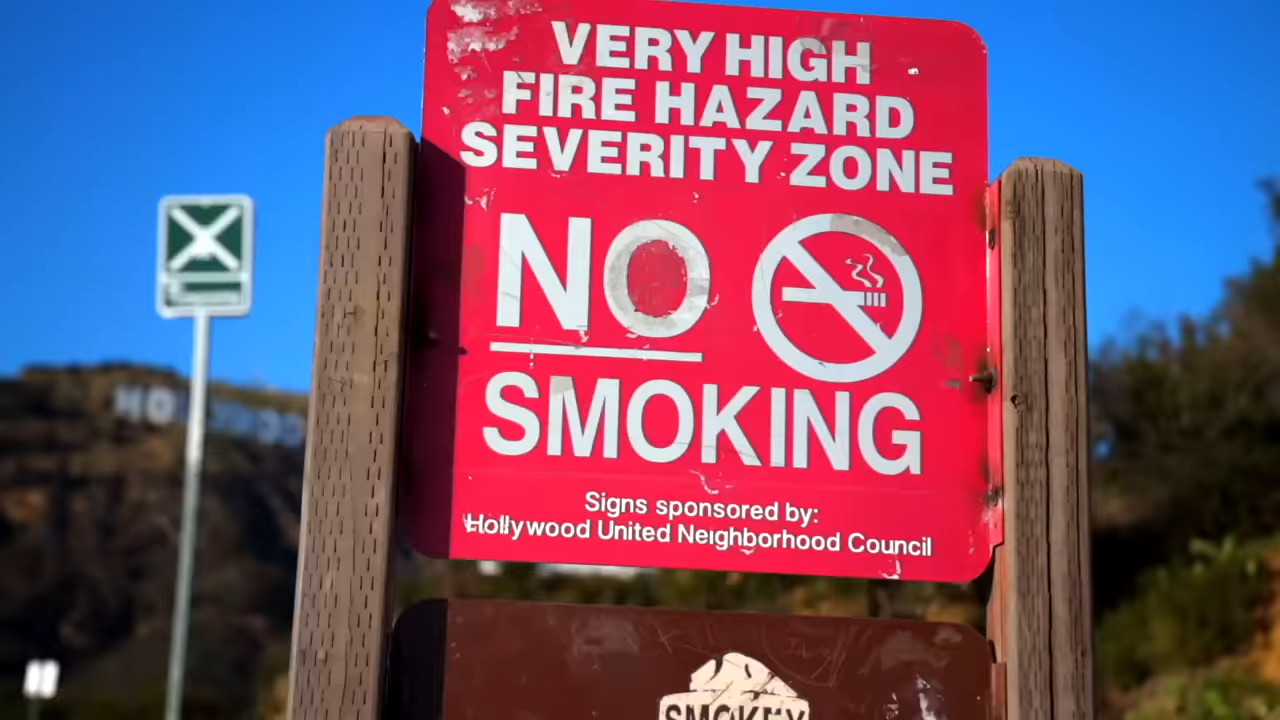 VERY HIGH
FIRE HAZARD
SEVERITY ZONE
NO
SMOKING
Signs sponsored by:
Hollywood United Neighborhood Council
SMOKEY